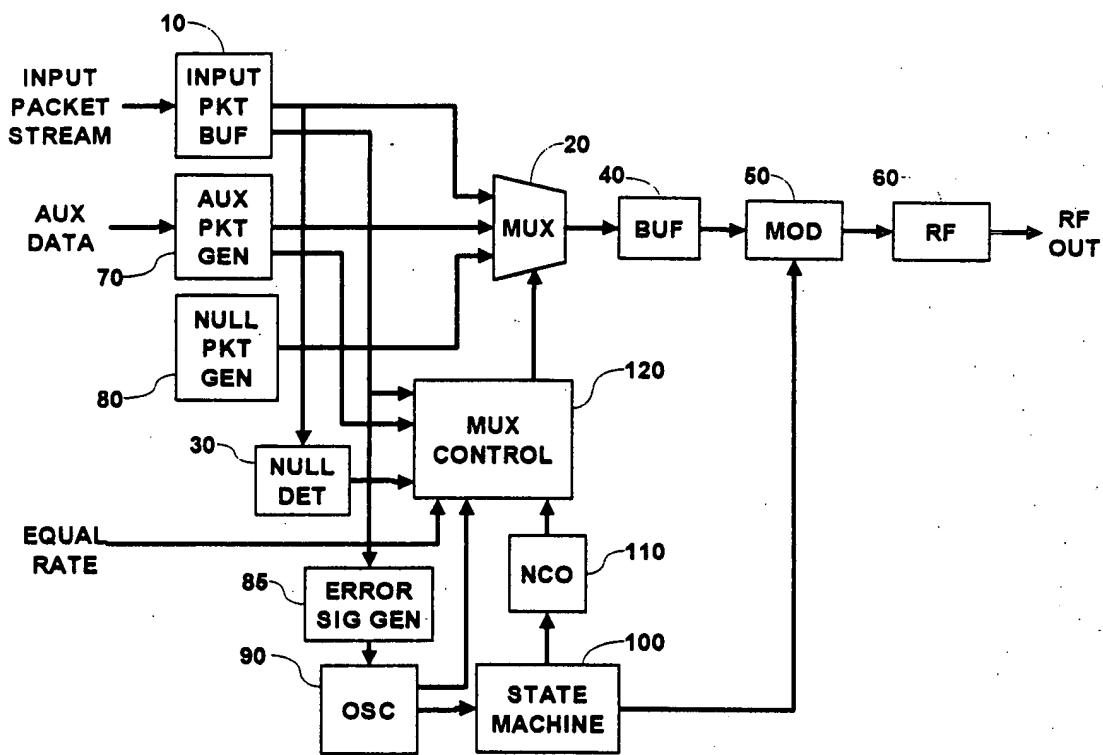 10
INPUT
PACKET
STREAM
INPUT
PKT
BUF
20
MUX
40
BUF
50
MOD
60
RF
RF
OUT
AUX
DATA
AUX
PKT
GEN
70
NULL
PKT
GEN
80
120
MUX
CONTROL
30
NULL
DET
EQUAL
RATE
110
NCO
85
ERROR
SIG GEN
90
OSC
100
STATE
MACHINE